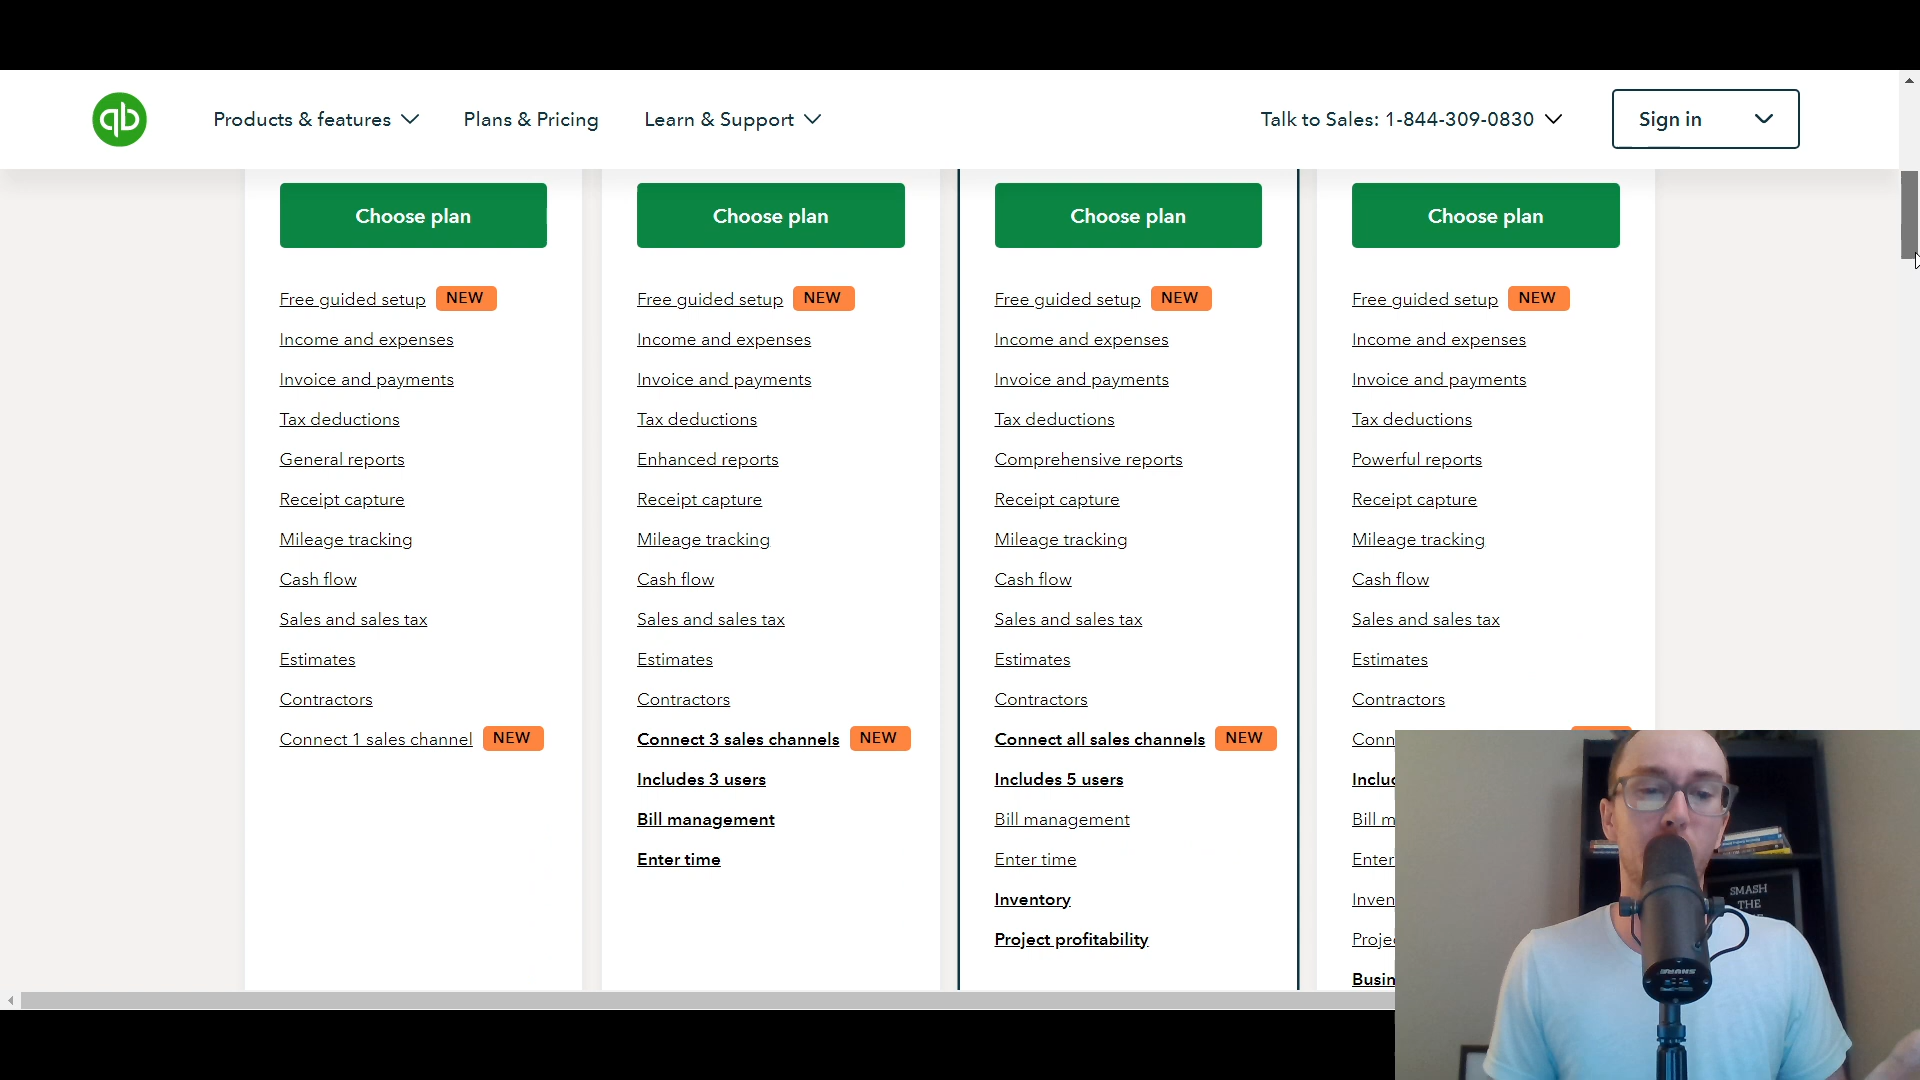 qb
Products & features
Plans & Pricing
Learn & Support
Talk to Sales: 1-844-309-0830
Sign in
Choose plan
Free guided setup NEW
Income and expenses
Invoice and payments
Tax deductions
General reports
Receipt capture
Mileage tracking
Cash flow
Sales and sales tax
Estimates
Contractors
Connect 1 sales channel NEW
Choose plan
Free guided setup NEW
Income and expenses
Invoice and payments
Tax deductions
Enhanced reports
Receipt capture
Mileage tracking
Cash flow
Sales and sales tax
Estimates
Contractors
Connect 3 sales channels NEW
Includes 3 users
Bill management
Enter time
Choose plan
Free guided setup NEW
Income and expenses
Invoice and payments
Tax deductions
Comprehensive reports
Receipt capture
Mileage tracking
Cash flow
Sales and sales tax
Estimates
Contractors
Connect all sales channels NEW
Includes 5 users
Bill management
Enter time
Inventory
Project profitability
Choose plan
Free guided setup NEW
Income and expenses
Invoice and payments
Tax deductions
Powerful reports
Receipt capture
Mileage tracking
Cash flow
Sales and sales tax
Estimates
Contractors
Conn
Includ
Bill m
Enter
Inven
Projec
Busin
SMASH
THE